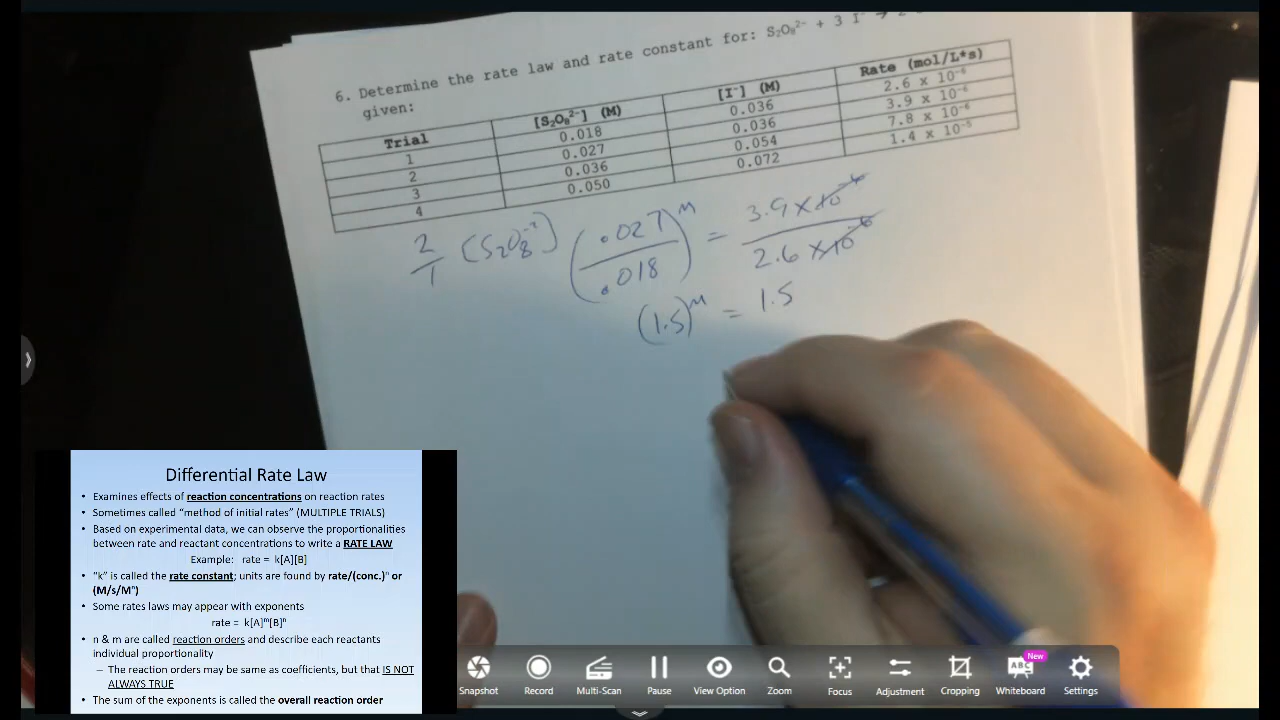 6. Determine the rate law and rate constant for: S₂O₈²⁻ + 3 I⁻ → 2
given:
Trial [S₂O₈²⁻] (M) [I⁻] (M) Rate (mol/L*s)
1 0.018 0.036 2.6 x 10⁻⁶
2 0.027 0.036 3.9 x 10⁻⁶
3 0.036 0.054 7.8 x 10⁻⁶
4 0.050 0.072 1.4 x 10⁻⁵
2/1 [S₂O₈⁻²] (.027/.018)ᴹ = 3.9 x 10⁻⁶/2.6 x 10⁻⁶
(1.5)ᴹ = 1.5
Differential Rate Law
• Examines effects of reaction concentrations on reaction rates
• Sometimes called “method of initial rates” (MULTIPLE TRIALS)
• Based on experimental data, we can observe the proportionalities
between rate and reactant concentrations to write a RATE LAW
Example: rate = k[A][B]
• “k” is called the rate constant; units are found by rate/(conc.)ⁿ or
(M/s/Mⁿ)
• Some rates laws may appear with exponents
rate = k[A]ᵐ[B]ⁿ
• n & m are called reaction orders and describe each reactants
individual proportionality
– The reaction orders may be same as coefficients, but that IS NOT
ALWAYS TRUE
• The sum of the exponents is called the overall reaction order
Snapshot Record Multi-Scan Pause View Option Zoom Focus Adjustment Cropping ABC New Whiteboard Settings